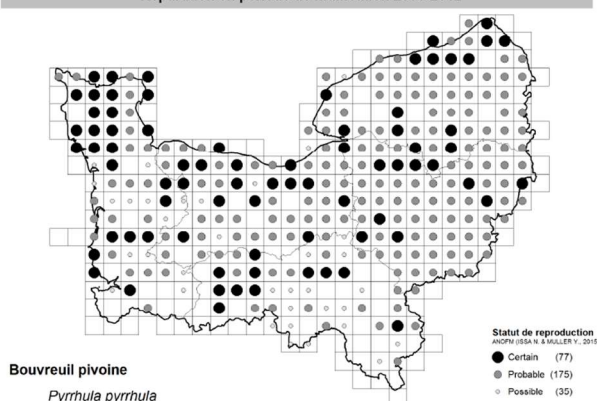 Bouvreuil pivoine
Pyrrhula pyrrhula
Statut de reproduction
ANOFM (ISSA N. & MULLER Y., 2015
Certain (77)
Probable (175)
Possible (35)